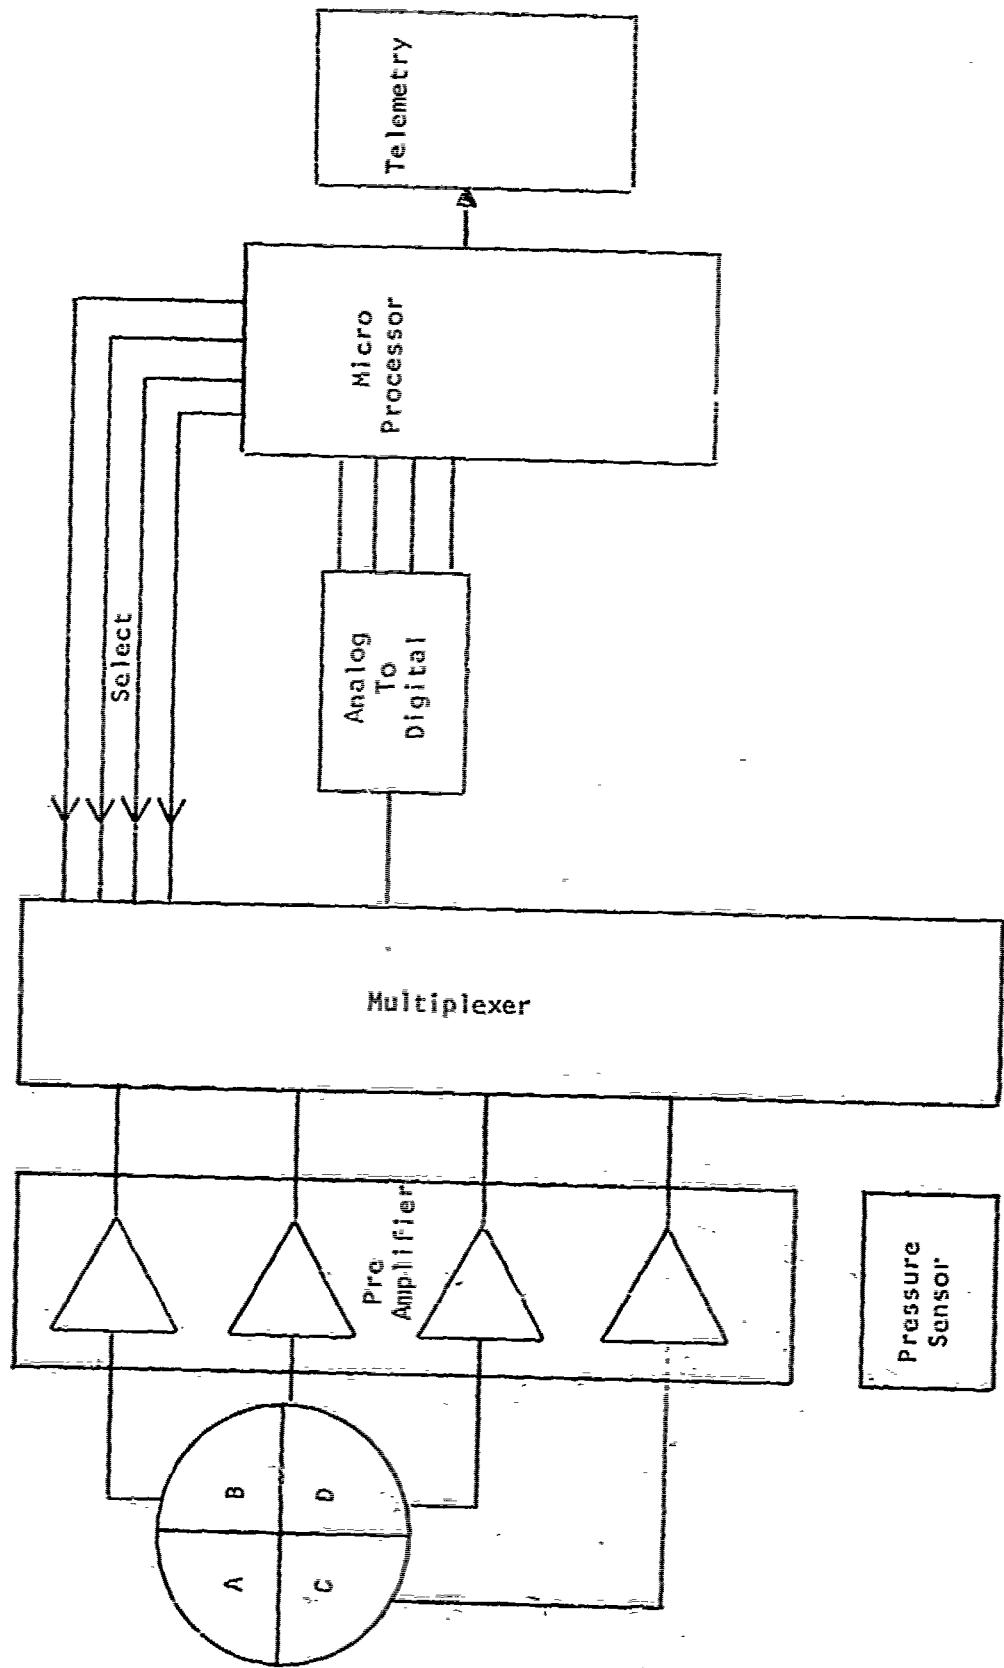 Telemetry
Micro
Processor
Select
Analog
To
Digital
Multiplexer
Pre
Amplifier
Pressure
Sensor
A
B
C
D